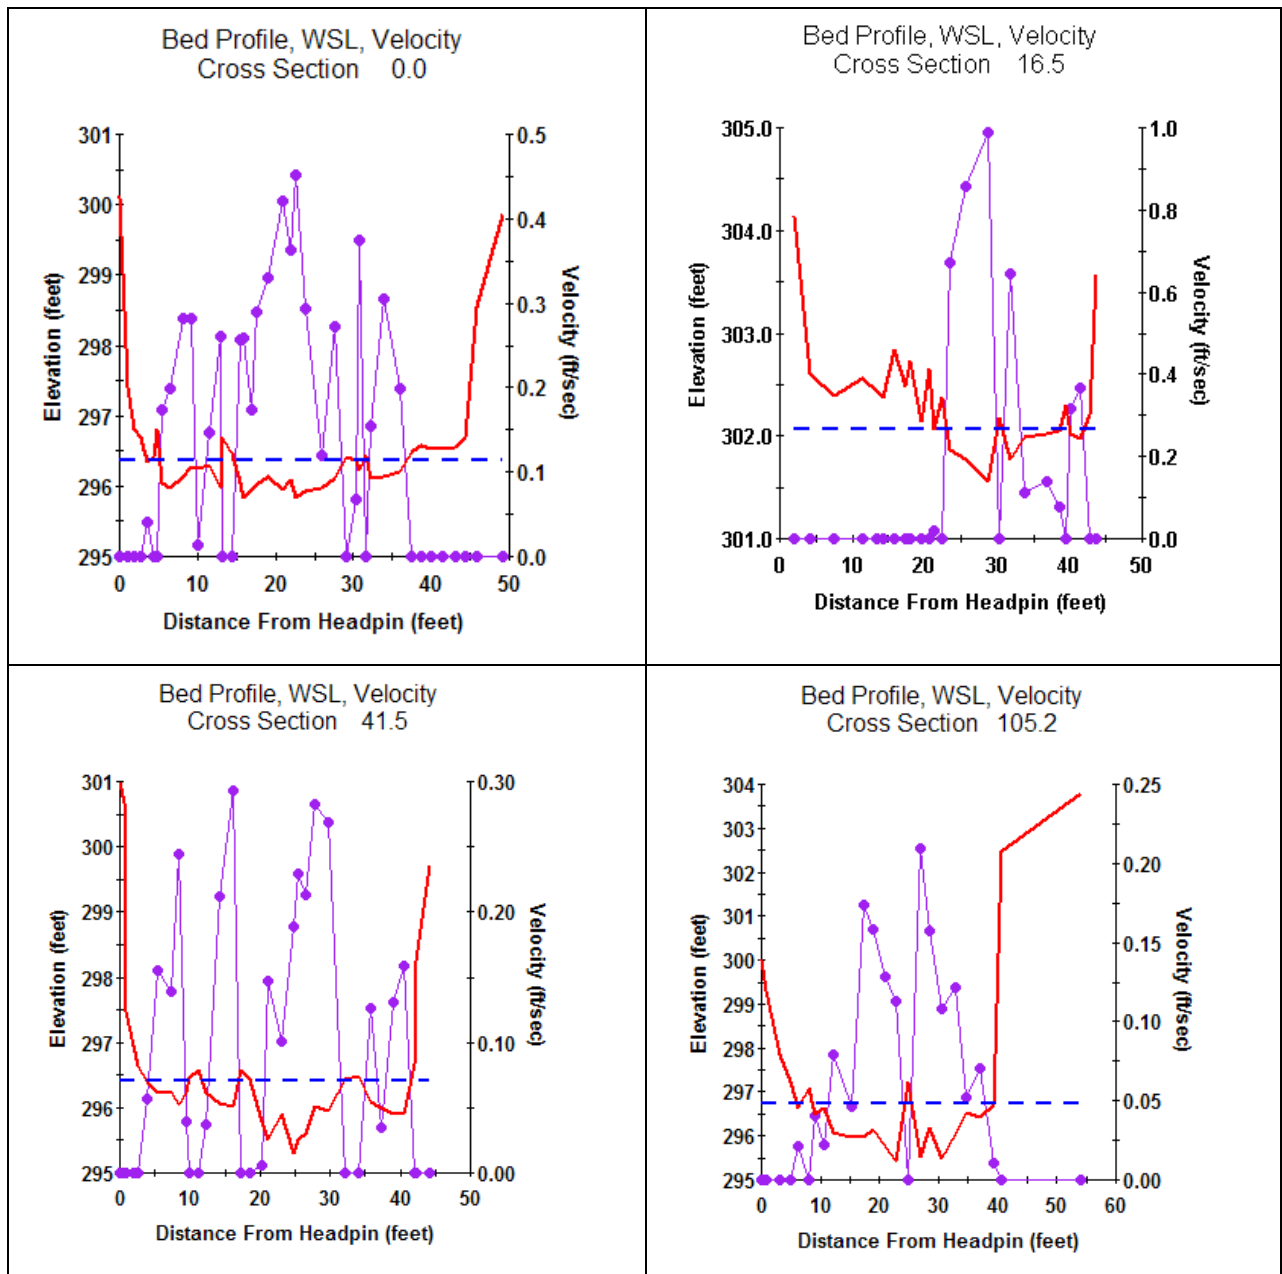 Bed Profile, WSL, Velocity
Cross Section 0.0
301
300
299
298
297
296
295
Elevation (feet)
0.5
0.4
0.3
0.2
0.1
0.0
Velocity (ft/sec)
0 10 20 30 40 50
Distance From Headpin (feet)
Bed Profile, WSL, Velocity
Cross Section 16.5
305.0
304.0
303.0
302.0
301.0
Elevation (feet)
1.0
0.8
0.6
0.4
0.2
0.0
Velocity (ft/sec)
0 10 20 30 40 50
Distance From Headpin (feet)
Bed Profile, WSL, Velocity
Cross Section 41.5
301
300
299
298
297
296
295
Elevation (feet)
0.30
0.20
0.10
0.00
Velocity (ft/sec)
0 10 20 30 40 50
Distance From Headpin (feet)
Bed Profile, WSL, Velocity
Cross Section 105.2
304
303
302
301
300
299
298
297
296
295
Elevation (feet)
0.25
0.20
0.15
0.10
0.05
0.00
Velocity (ft/sec)
0 10 20 30 40 50 60
Distance From Headpin (feet)